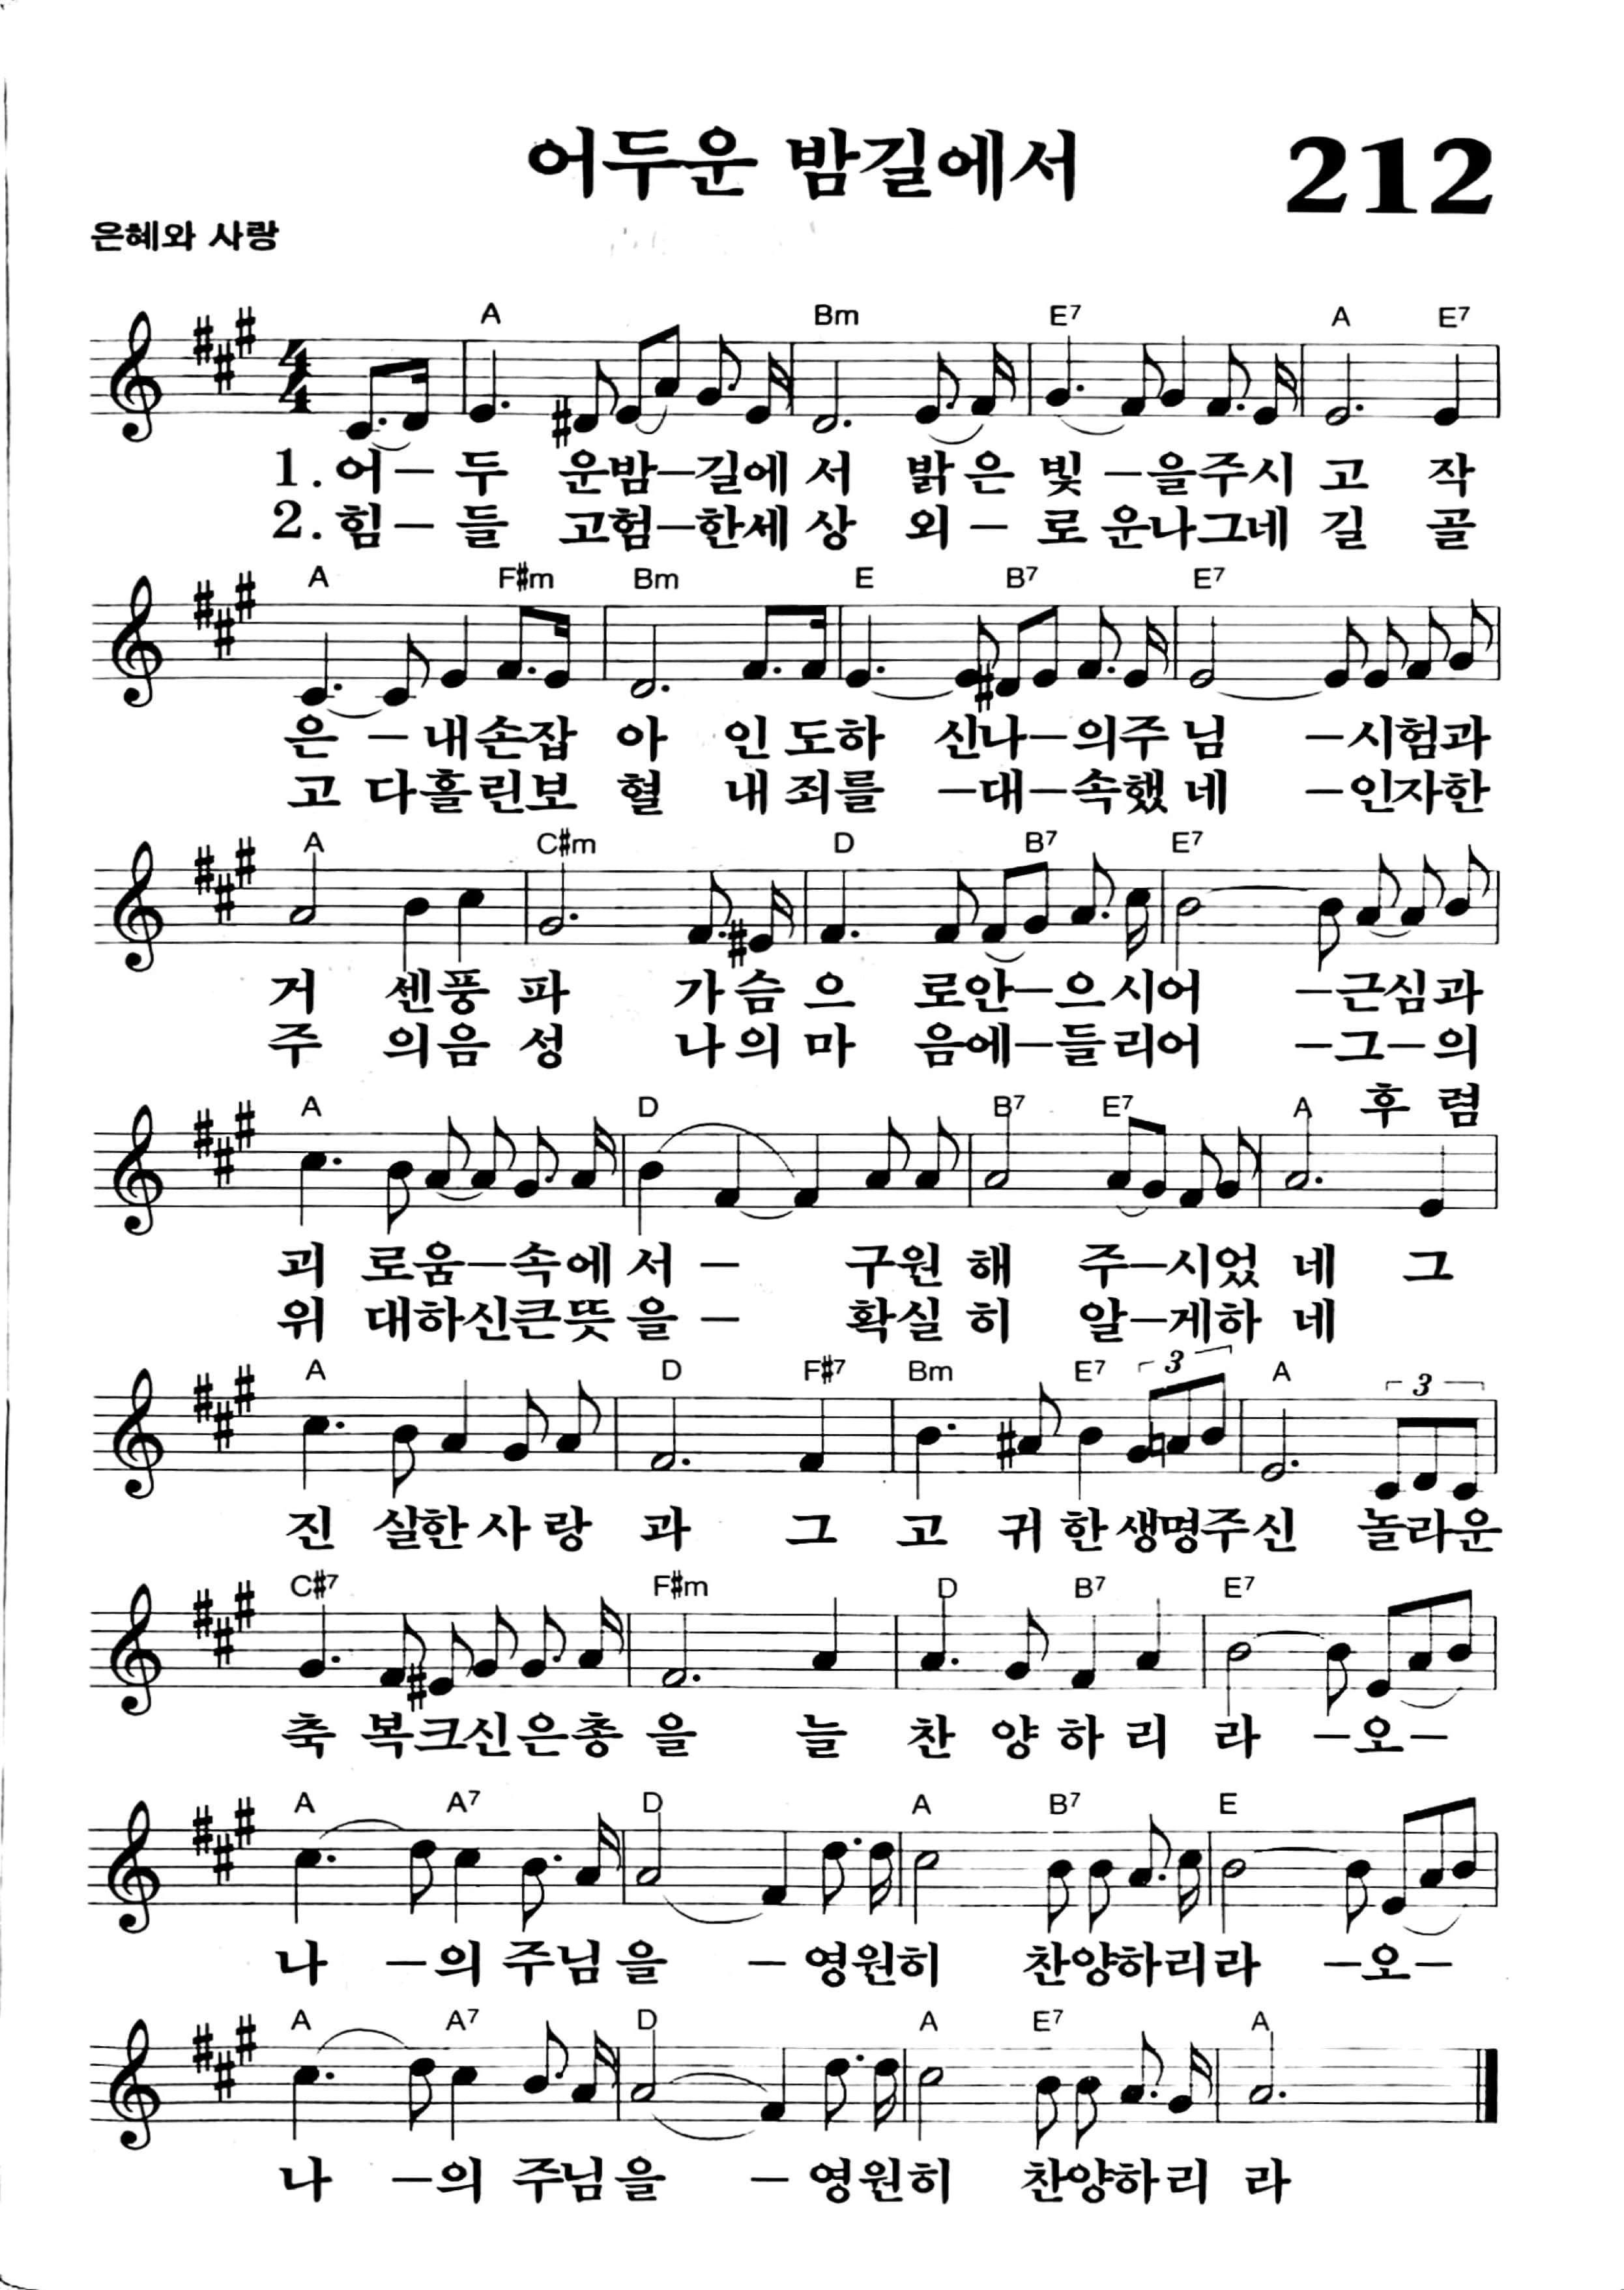 어두운 밤길에서 212
은혜와 사랑
A Bm E7 A E7
4/4
1. 어− 두 운밤−길에 서 밝 은 빛 −을주시 고 작
2. 힘− 들 고험−한세 상 외 − 로 운나그네 길 골
A F#m Bm E B7 E7
은 −내손잡 아 인 도하 신나−의주 님 −시험과
고 다흘린보 혈 내 죄를 −대−속했 네 −인자한
A C#m D B7 E7
거 센풍 파 가슴 으 로안−으시어 −근심과
주 의음 성 나의 마 음에−들리어 −그−의
후 렴
A D B7 E7 A
괴 로움−속에 서 − 구원 해 주−시었 네 그
위 대하신큰뜻 을 − 확실 히 알−게하 네
A D F#7 Bm E7 3 A 3
진 실한 사 랑 과 그 고 귀 한 생명주신 놀라운
C#7 F#m D B7 E7
축 복크신은총 을 늘 찬 양 하 리 라 −오−
A A7 D A B7 E
나 −의 주님 을 − 영원히 찬양하리라 −오−
A A7 D A E7 A
나 −의 주님 을 − 영원히 찬양하리 라